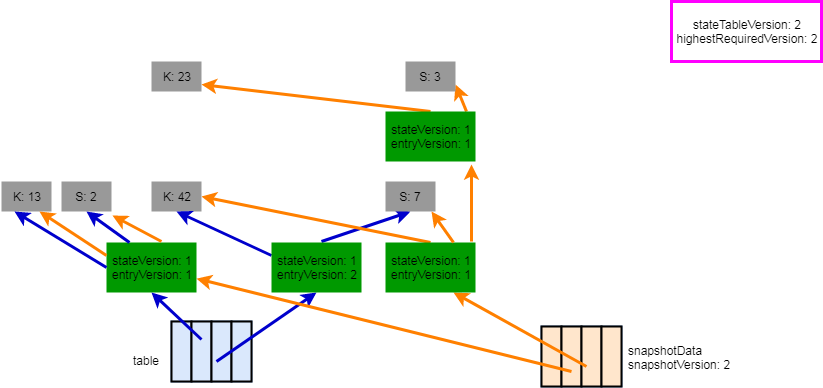 stateTableVersion: 2
highestRequiredVersion: 2
K: 23
S: 3
stateVersion: 1
entryVersion: 1
K: 13
S: 2
K: 42
S: 7
stateVersion: 1
entryVersion: 1
stateVersion: 1
entryVersion: 2
stateVersion: 1
entryVersion: 1
table
snapshotData
snapshotVersion: 2